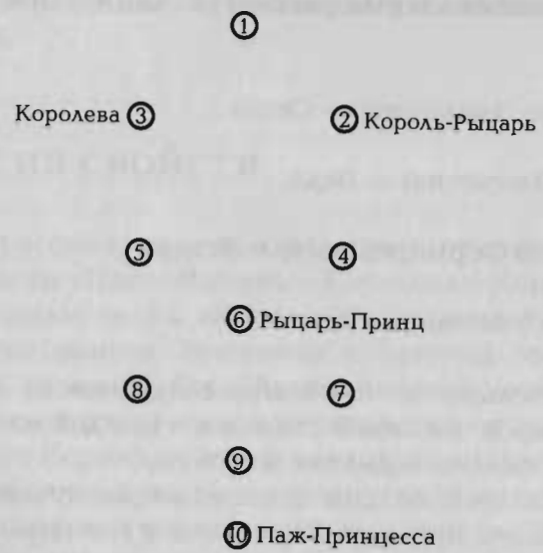 ①
Королева ③ ② Король-Рыцарь
⑤ ④
⑥ Рыцарь-Принц
⑧ ⑦
⑨
⑩ Паж-Принцесса